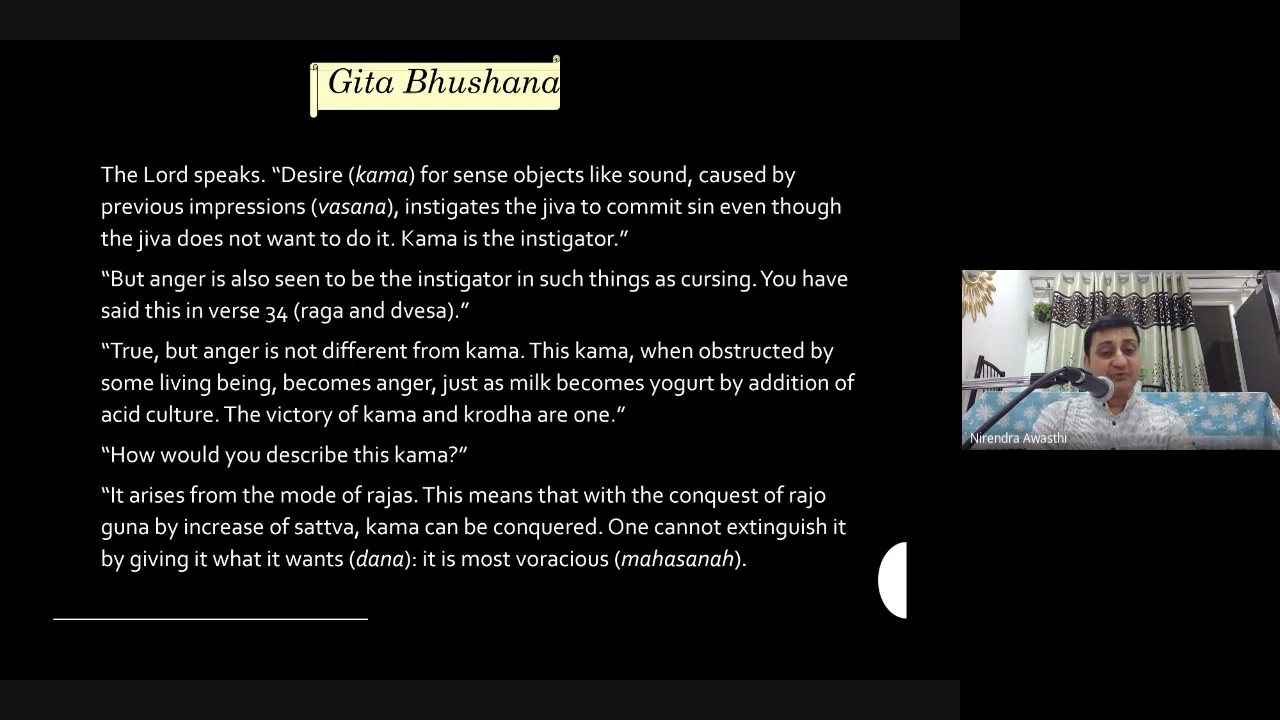 Gita Bhushana
The Lord speaks. “Desire (kama) for sense objects like sound, caused by
previous impressions (vasana), instigates the jiva to commit sin even though
the jiva does not want to do it. Kama is the instigator.”
“But anger is also seen to be the instigator in such things as cursing. You have
said this in verse 34 (raga and dvesa).”
“True, but anger is not different from kama. This kama, when obstructed by
some living being, becomes anger, just as milk becomes yogurt by addition of
acid culture. The victory of kama and krodha are one.”
“How would you describe this kama?”
“It arises from the mode of rajas. This means that with the conquest of rajo
guna by increase of sattva, kama can be conquered. One cannot extinguish it
by giving it what it wants (dana): it is most voracious (mahasanah).
Nirendra Awasthi